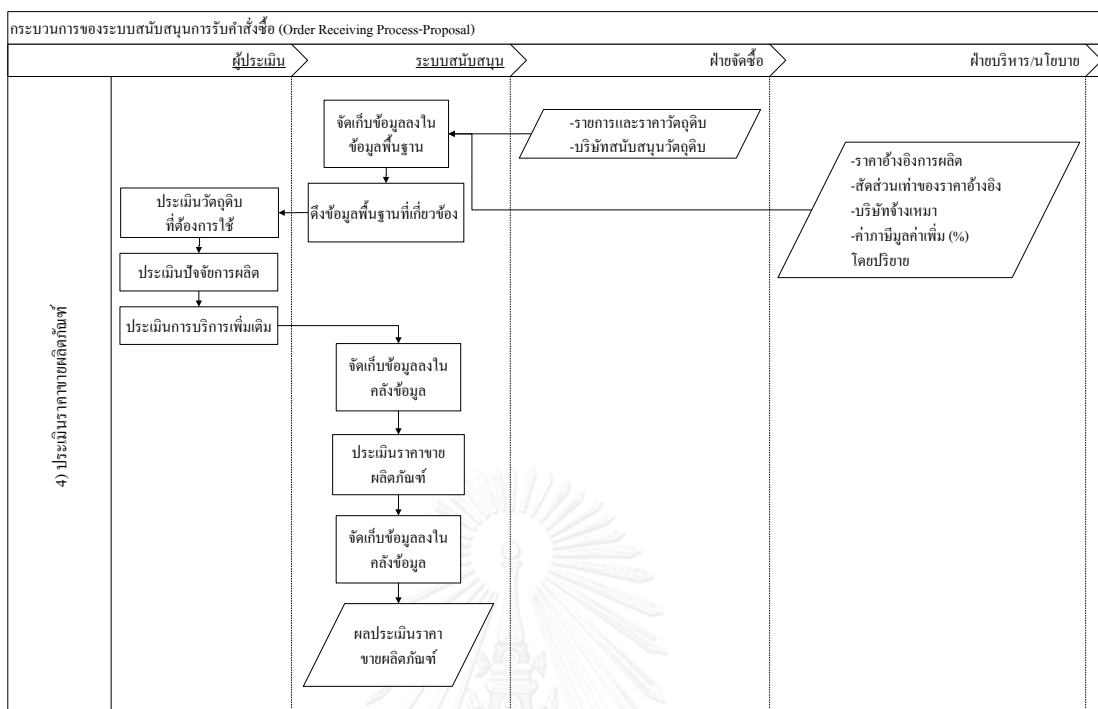 กระบวนการของระบบสนับสนุนการรับคำสั่งซื้อ (Order Receiving Process-Proposal)
ผู้ประเมิน
ระบบสนับสนุน
ฝ่ายจัดซื้อ
ฝ่ายบริหาร/นโยบาย
4) ประเมินราคาขายผลิตภัณฑ์
จัดเก็บข้อมูลลงใน
ข้อมูลพื้นฐาน
-รายการและราคาวัตถุดิบ
-บริษัทสนับสนุนวัตถุดิบ
-ราคาอ้างอิงการผลิต
-สัดส่วนเท่าของราคาอ้างอิง
-บริษัทจ้างเหมา
-ค่าภาษีมูลค่าเพิ่ม (%)
โดยปริยาย
ดึงข้อมูลพื้นฐานที่เกี่ยวข้อง
ประเมินวัตถุดิบ
ที่ต้องการใช้
ประเมินปัจจัยการผลิต
ประเมินการบริการเพิ่มเติม
จัดเก็บข้อมูลลงใน
คลังข้อมูล
ประเมินราคาขาย
ผลิตภัณฑ์
จัดเก็บข้อมูลลงใน
คลังข้อมูล
ผลประเมินราคา
ขายผลิตภัณฑ์